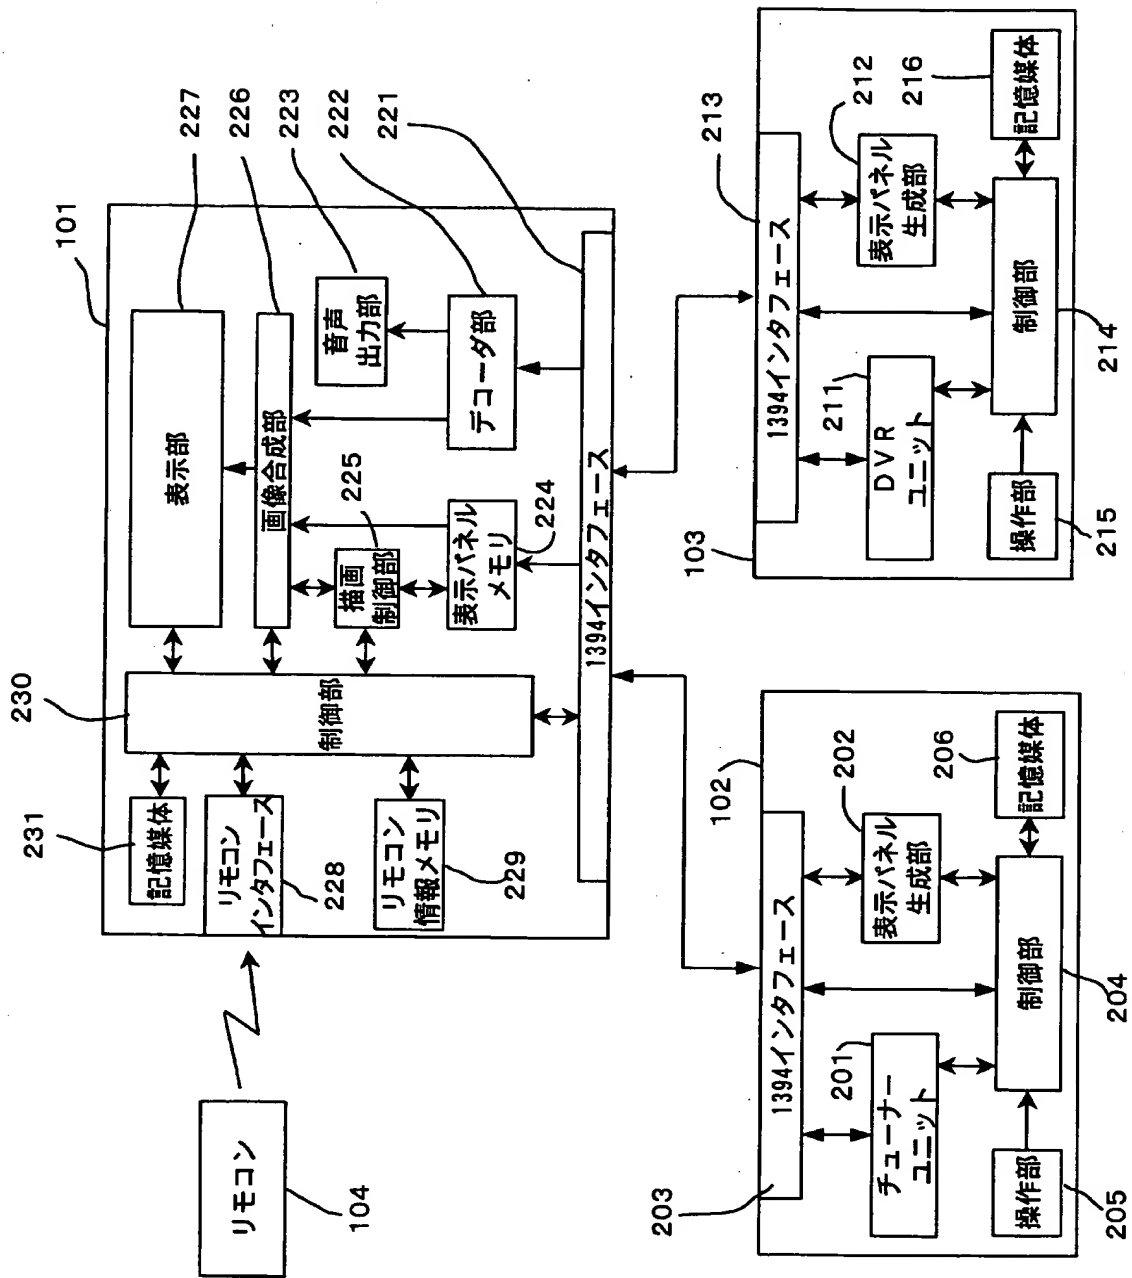 リモコン
104
101
230
231
記憶媒体
リモコン
インタフェース
228
リモコン
情報メモリ
229
制御部
表示部
227
画像合成部
226
描画
制御部
225
表示パネル
メモリ
224
音声
出力部
223
デコーダ部
222
1394インタフェース
221
102
1394インタフェース
203
チューナー
ユニット
201
表示パネル
生成部
202
制御部
204
操作部
205
記憶媒体
206
103
1394インタフェース
213
DVR
ユニット
211
表示パネル
生成部
212
制御部
214
操作部
215
記憶媒体
216